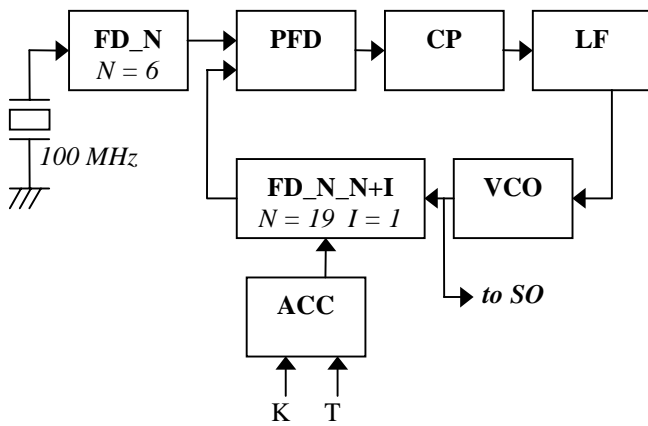 FD_N
N = 6
PFD
CP
LF
100 MHz
FD_N_N+I
N = 19 I = 1
VCO
to SO
ACC
K T